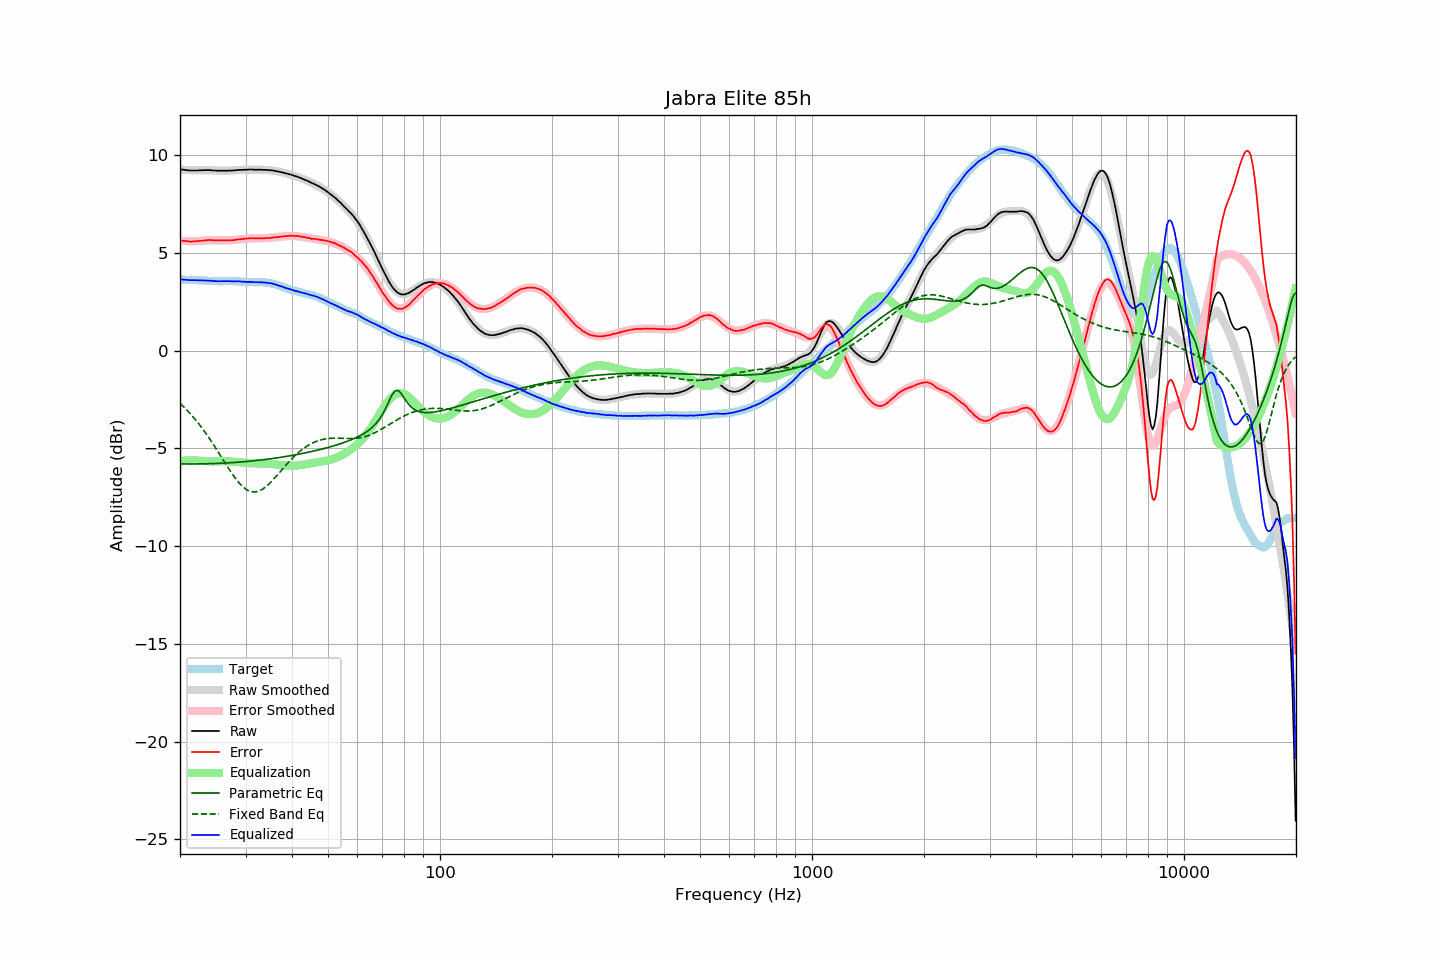 Jabra Elite 85h
10
5
0
−5
−10
−15
−20
−25
Amplitude (dBr)
Target
Raw Smoothed
Error Smoothed
Raw
Error
Equalization
Parametric Eq
Fixed Band Eq
Equalized
100 1000 10000
Frequency (Hz)